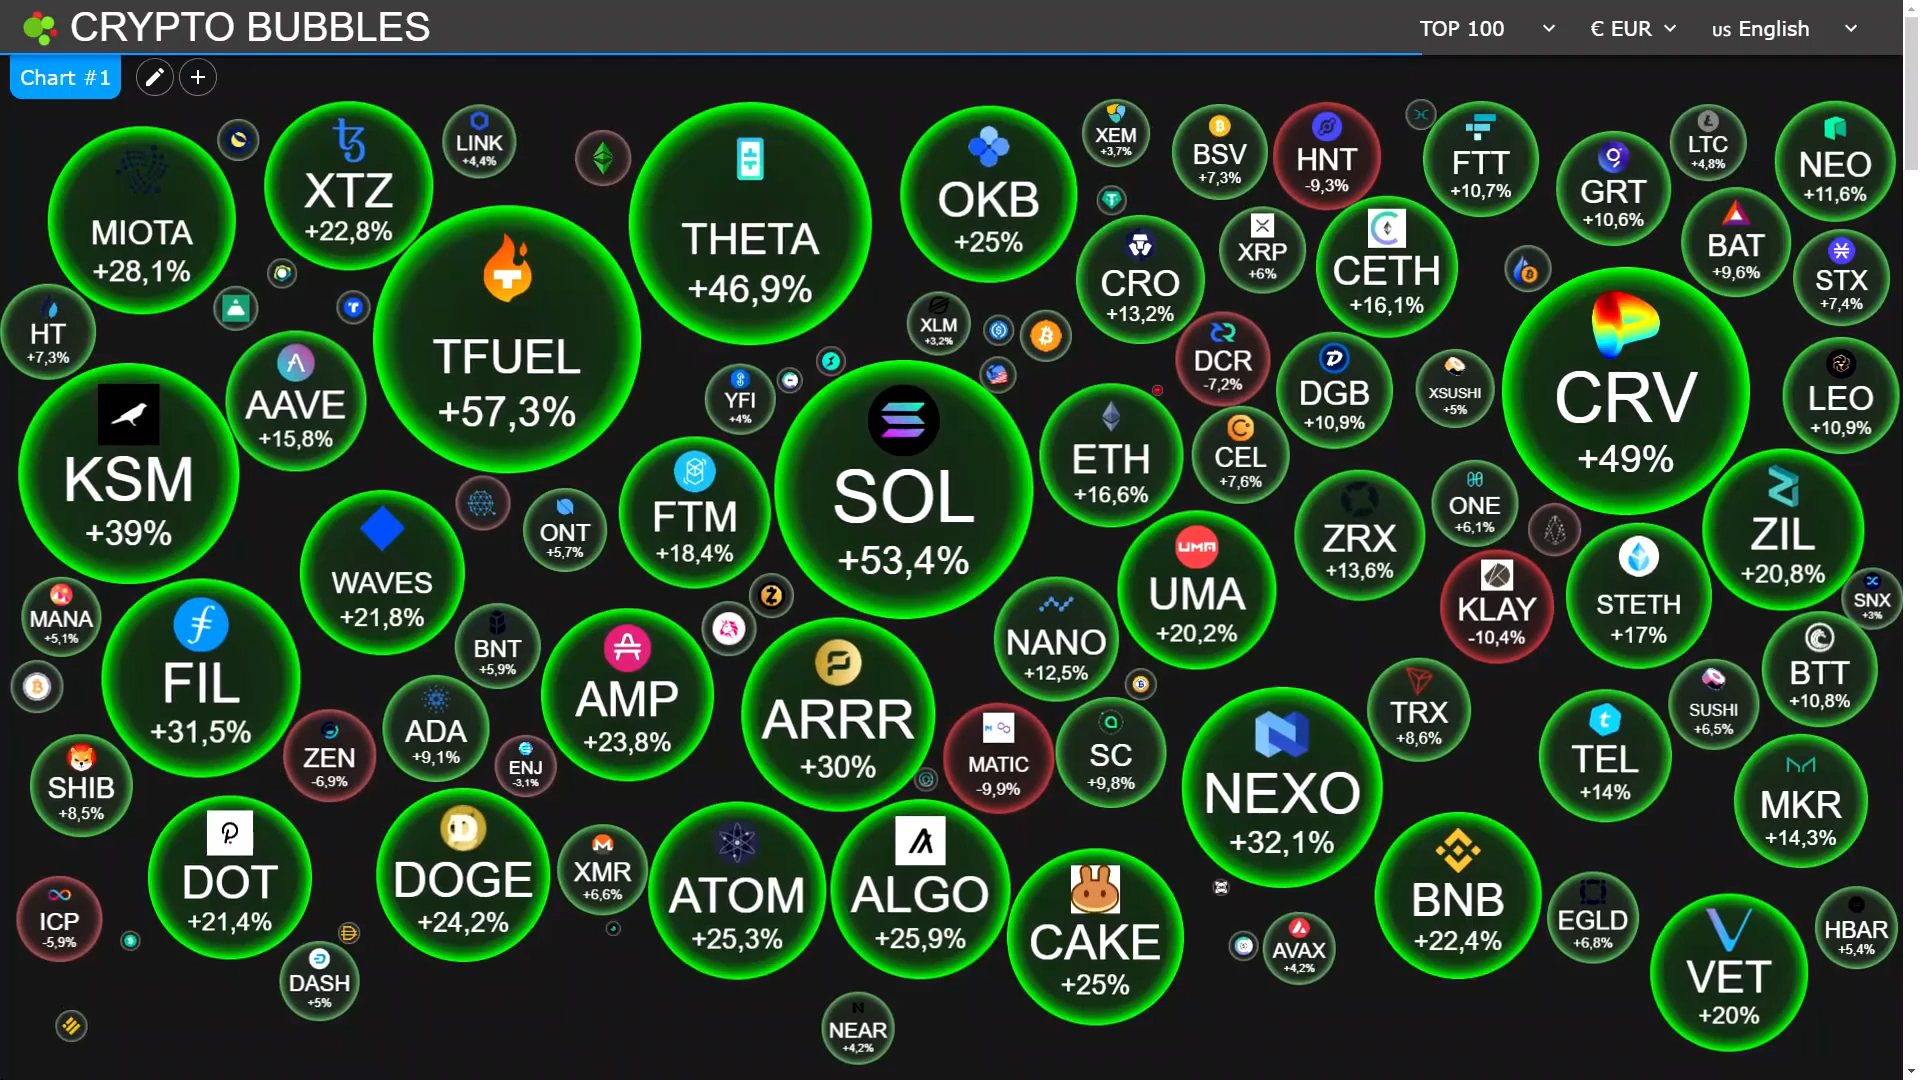 CRYPTO BUBBLES
TOP 100
€ EUR
us English
Chart #1
MIOTA
+28,1%
XTZ
+22,8%
LINK
+4,4%
THETA
+46,9%
OKB
+25%
XEM
+3,7%
BSV
+7,3%
HNT
-9,3%
FTT
+10,7%
GRT
+10,6%
LTC
+4,8%
NEO
+11,6%
HT
+7,3%
TFUEL
+57,3%
XLM
+3,2%
CRO
+13,2%
XRP
+6%
CETH
+16,1%
BAT
+9,6%
STX
+7,4%
KSM
+39%
AAVE
+15,8%
YFI
+4%
SOL
+53,4%
DCR
-7,2%
DGB
+10,9%
XSUSHI
+5%
CRV
+49%
LEO
+10,9%
ETH
+16,6%
CEL
+7,6%
WAVES
+21,8%
ONT
+5,7%
FTM
+18,4%
ZRX
+13,6%
ONE
+6,1%
ZIL
+20,8%
MANA
+5,1%
FIL
+31,5%
BNT
+5,9%
AMP
+23,8%
ARRR
+30%
NANO
+12,5%
UMA
UMA
+20,2%
KLAY
-10,4%
STETH
+17%
SNX
+3%
BTT
+10,8%
SHIB
+8,5%
ZEN
-6,9%
ADA
+9,1%
ENJ
-3,1%
MATIC
-9,9%
SC
+9,8%
NEXO
+32,1%
TRX
+8,6%
TEL
+14%
SUSHI
+6,5%
MKR
+14,3%
ICP
-5,9%
DOT
+21,4%
DOGE
+24,2%
XMR
+6,6%
ATOM
+25,3%
ALGO
+25,9%
CAKE
+25%
AVAX
+4,2%
BNB
+22,4%
EGLD
+6,8%
VET
+20%
HBAR
+5,4%
DASH
+5%
NEAR
+4,2%